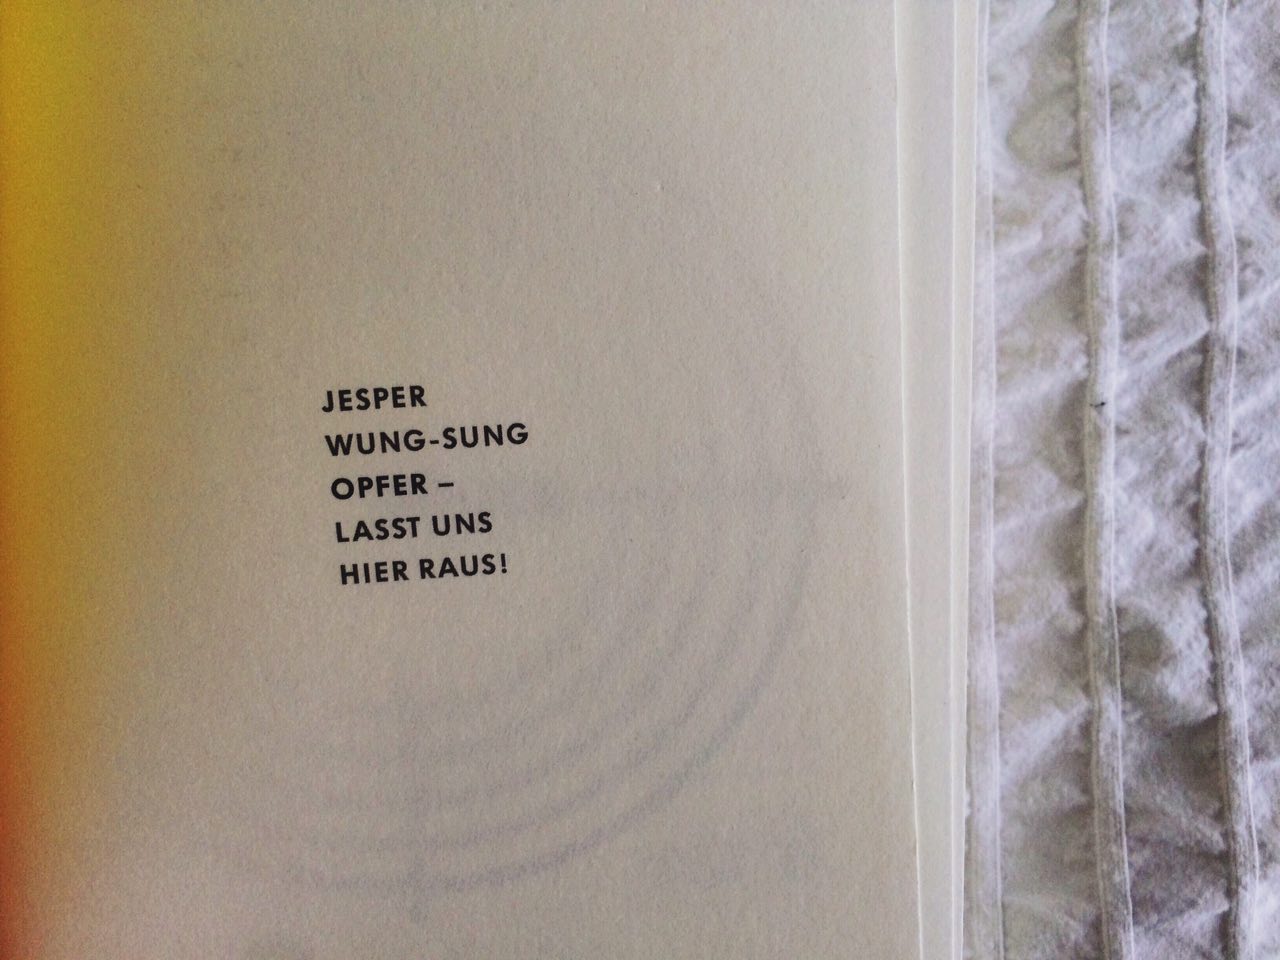 JESPER
WUNG-SUNG
OPFER –
LASST UNS
HIER RAUS!